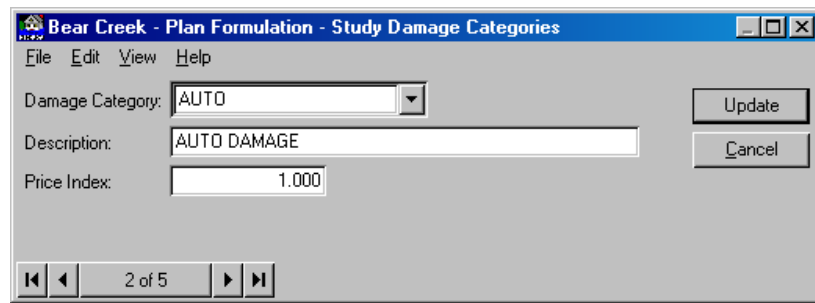 Bear Creek - Plan Formulation - Study Damage Categories
File Edit View Help
Damage Category: AUTO
Update
Description: AUTO DAMAGE
Cancel
Price Index: 1.000
2 of 5